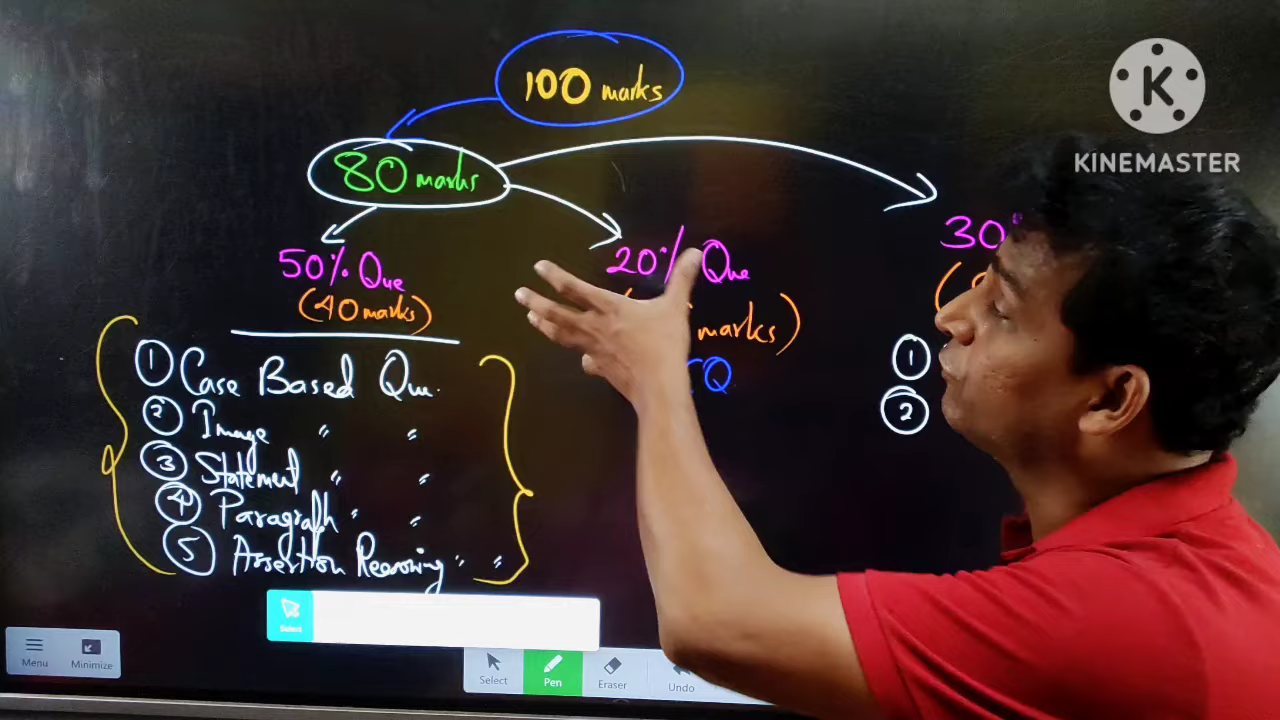 100 marks
80 marks
50% Que
(40 marks)
20% Que
marks)
Q
30
1 Case Based Que.
2 Image " "
3 Statement " "
4 Paragraph " "
5 Assertion Reasoning " "
1
2
K
KINEMASTER
Select
Menu
Minimize
Select
Pen
Eraser
Undo